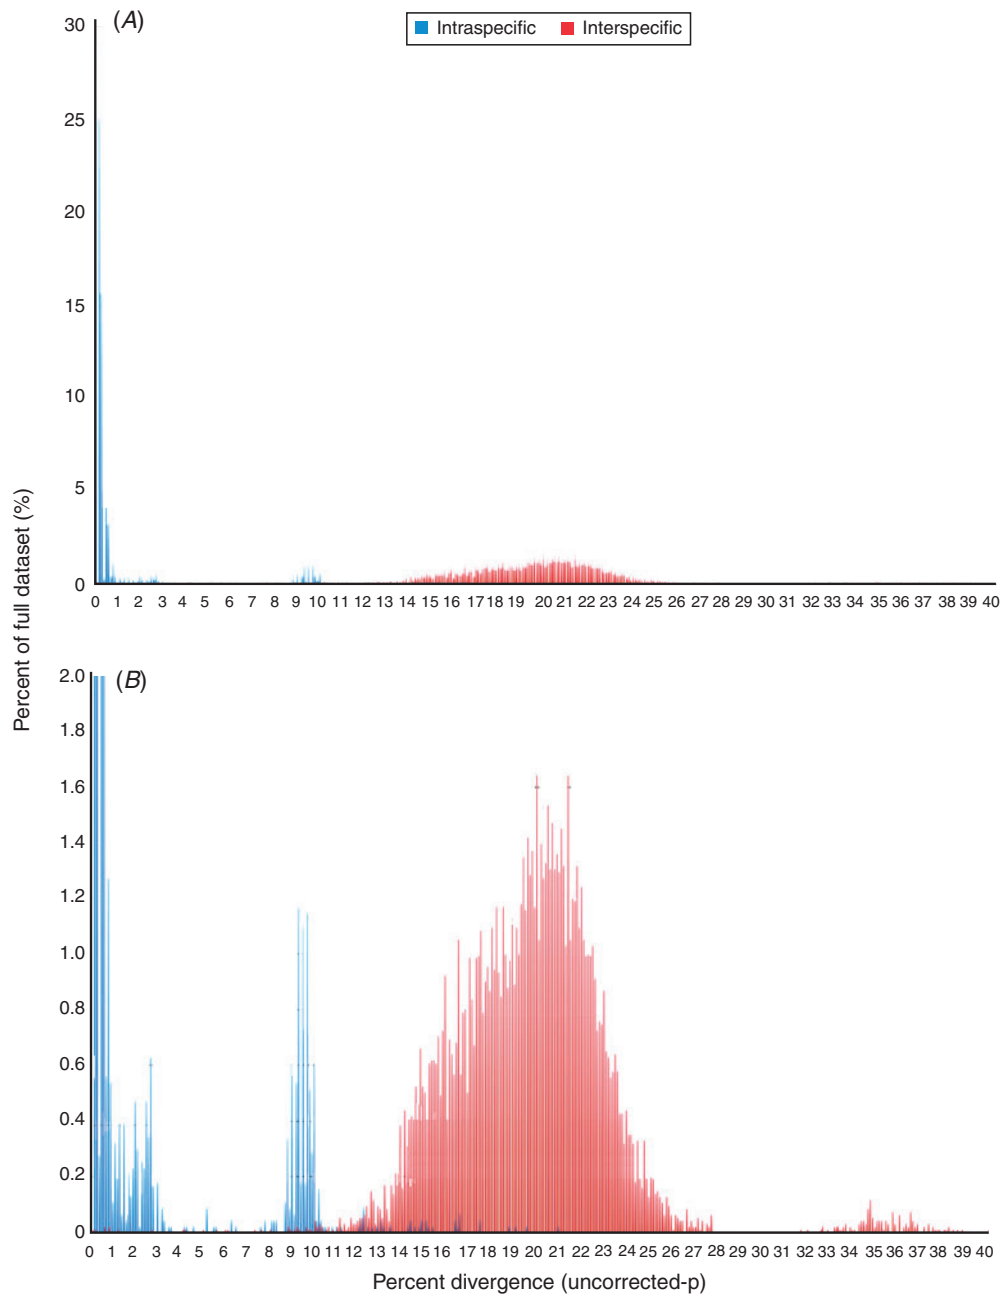 (A)
Intraspecific Interspecific
30
25
20
15
10
5
0
0 1 2 3 4 5 6 7 8 9 10 11 12 13 14 15 16 17 18 19 20 21 22 23 24 25 26 27 28 29 30 31 32 33 34 35 36 37 38 39 40
Percent of full dataset (%)
(B)
2.0
1.8
1.6
1.4
1.2
1.0
0.8
0.6
0.4
0.2
0
0 1 2 3 4 5 6 7 8 9 10 11 12 13 14 15 16 17 18 19 20 21 22 23 24 25 26 27 28 29 30 31 32 33 34 35 36 37 38 39 40
Percent divergence (uncorrected-p)